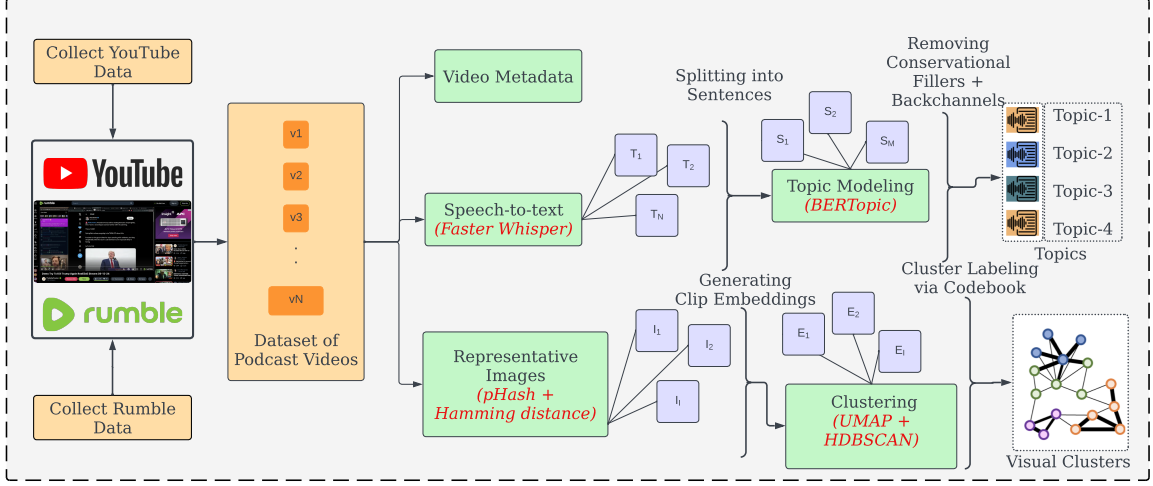 Collect YouTube
Data
YouTube
rumble
Collect Rumble
Data
v1
v2
v3
.
.
vN
Dataset of
Podcast Videos
Video Metadata
Speech-to-text
(Faster Whisper)
T1
T2
TN
Representative
Images
(pHash +
Hamming distance)
I1
I2
II
Splitting into
Sentences
S1
S2
SM
Topic Modeling
(BERTopic)
Generating
Clip Embeddings
E1
E2
EI
Clustering
(UMAP +
HDBSCAN)
Removing
Conservational
Fillers +
Backchannels
Topic-1
Topic-2
Topic-3
Topic-4
Topics
Cluster Labeling
via Codebook
Visual Clusters